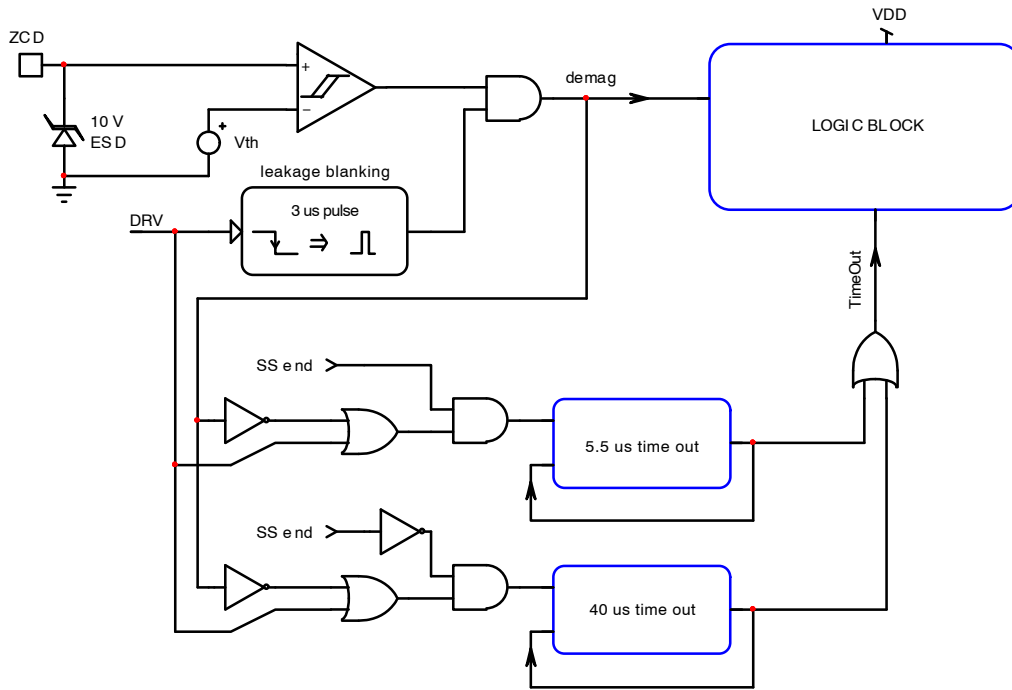 ZCD
VDD
10 V
ESD
+
−
+
Vth
demag
LOGIC BLOCK
leakage blanking
3 us pulse
DRV
TimeOut
SS end
5.5 us time out
SS end
40 us time out